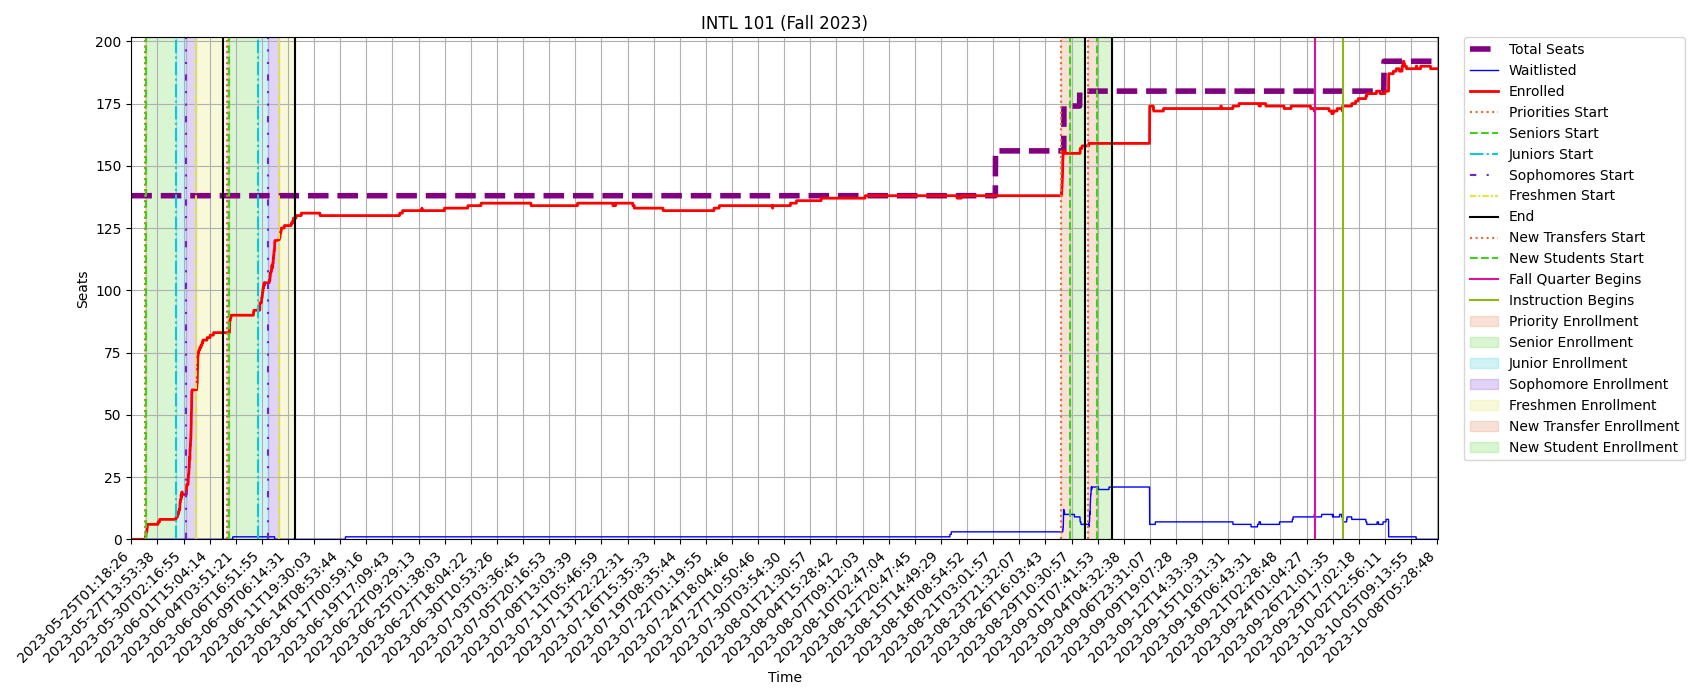 INTL 101 (Fall 2023)
200
175
150
125
100
75
50
25
0
Seats
2023-05-25T01:18:26
2023-05-27T13:53:38
2023-05-30T02:16:55
2023-06-01T15:04:14
2023-06-04T03:51:21
2023-06-06T16:51:55
2023-06-09T06:14:31
2023-06-11T19:30:03
2023-06-14T08:53:44
2023-06-17T00:59:16
2023-06-19T17:09:43
2023-06-22T09:29:13
2023-06-25T01:38:03
2023-06-27T18:04:22
2023-06-30T10:53:26
2023-07-03T03:36:45
2023-07-05T20:16:53
2023-07-08T13:03:39
2023-07-11T05:46:59
2023-07-13T22:22:31
2023-07-16T15:35:33
2023-07-19T08:35:44
2023-07-22T01:19:55
2023-07-24T18:04:46
2023-07-27T10:50:46
2023-07-30T03:54:30
2023-08-01T21:30:57
2023-08-04T15:28:42
2023-08-07T09:12:03
2023-08-10T02:47:04
2023-08-12T20:47:45
2023-08-15T14:49:29
2023-08-18T08:54:52
2023-08-21T03:01:57
2023-08-23T21:32:07
2023-08-26T16:03:43
2023-08-29T10:30:57
2023-09-01T07:41:53
2023-09-04T04:32:38
2023-09-06T23:31:07
2023-09-09T19:07:28
2023-09-12T14:33:39
2023-09-15T10:31:31
2023-09-18T06:43:31
2023-09-21T02:28:48
2023-09-24T01:04:27
2023-09-26T21:01:35
2023-09-29T17:02:18
2023-10-02T12:56:11
2023-10-05T09:13:55
2023-10-08T05:28:48
Time
Total Seats
Waitlisted
Enrolled
Priorities Start
Seniors Start
Juniors Start
Sophomores Start
Freshmen Start
End
New Transfers Start
New Students Start
Fall Quarter Begins
Instruction Begins
Priority Enrollment
Senior Enrollment
Junior Enrollment
Sophomore Enrollment
Freshmen Enrollment
New Transfer Enrollment
New Student Enrollment